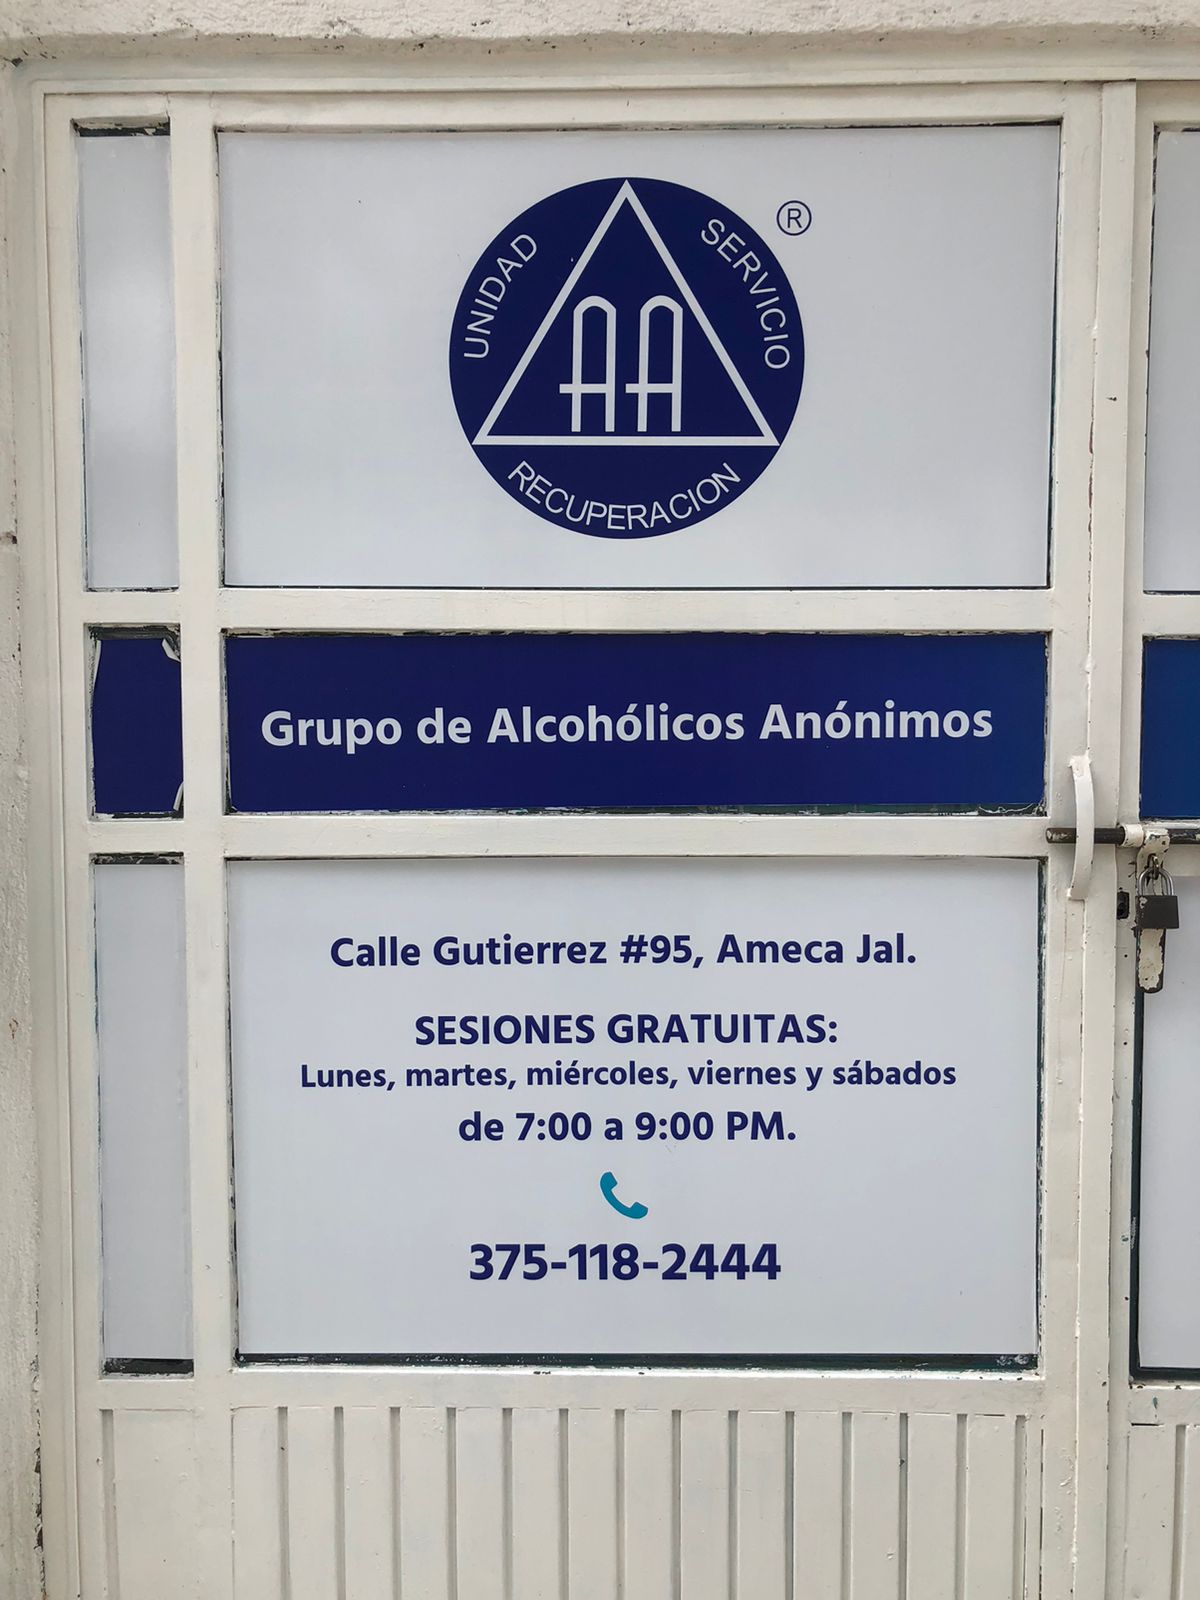 UNIDAD
SERVICIO
®
AA
RECUPERACION
Grupo de Alcohólicos Anónimos
Calle Gutierrez #95, Ameca Jal.
SESIONES GRATUITAS:
Lunes, martes, miércoles, viernes y sábados
de 7:00 a 9:00 PM.
375-118-2444